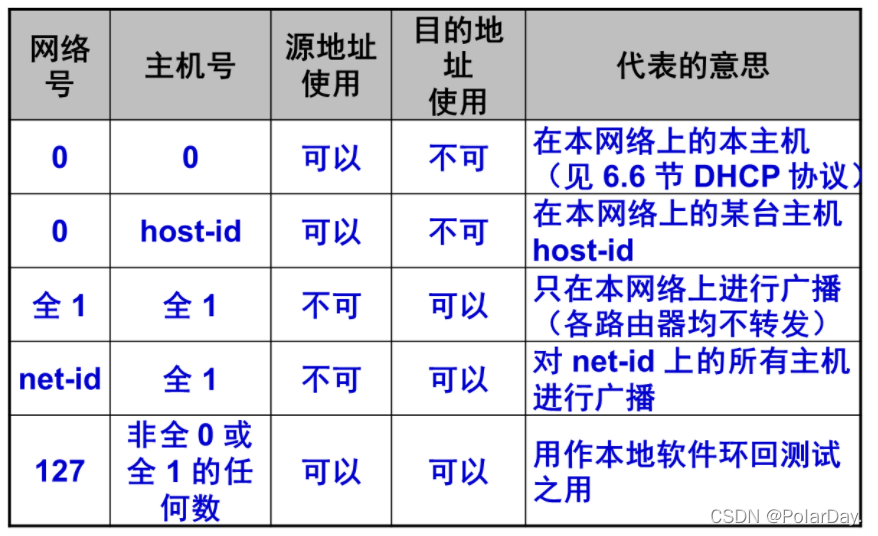 网络
号
主机号
源地址
使用
目的地
址
使用
代表的意思
0
0
可以
不可
在本网络上的本主机
（见 6.6 节 DHCP 协议）
0
host-id
可以
不可
在本网络上的某台主机
host-id
全 1
全 1
不可
可以
只在本网络上进行广播
（各路由器均不转发）
net-id
全 1
不可
可以
对 net-id 上的所有主机
进行广播
127
非全 0 或
全 1 的任
何数
可以
可以
用作本地软件环回测试
之用
CSDN @PolarDay.